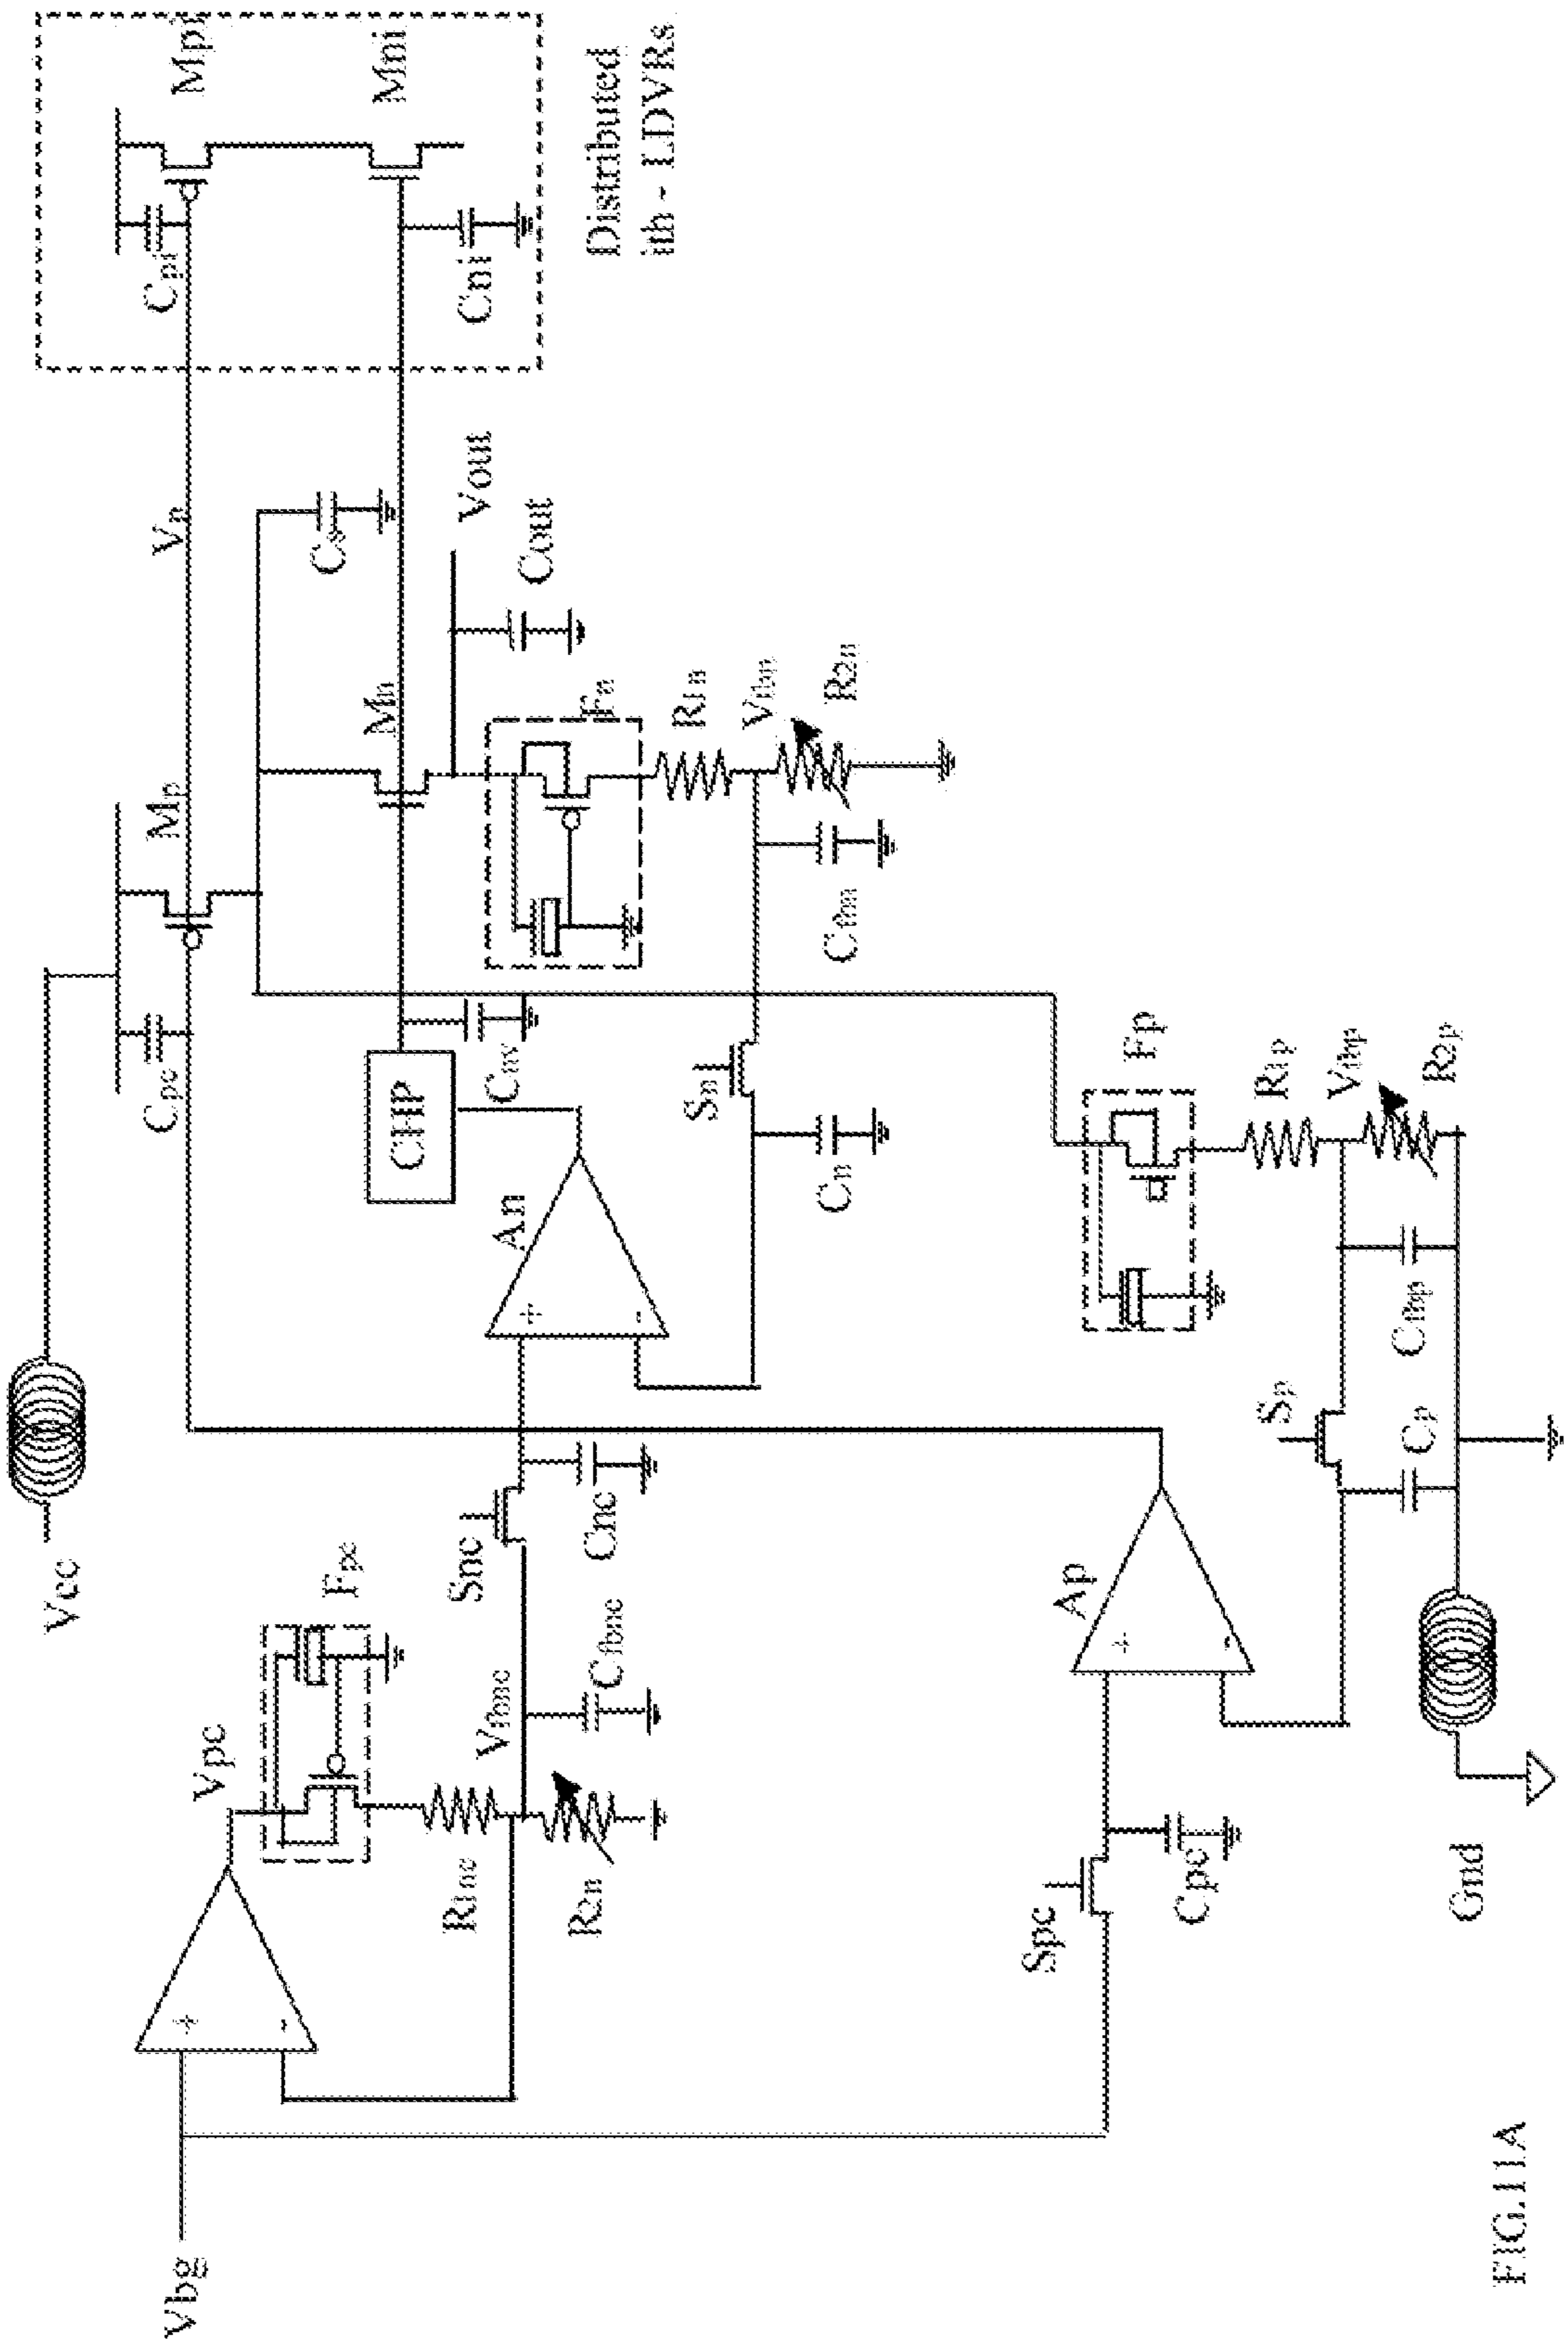 Vcc
Cpc
Mp
Vn
Cpi
Mpi
Mni
Cni
Distributed
ith - LDVRs
Vbg
+
-
Vpc
Fpc
R1nc
R2n
Vfbnc
Cfbnc
Snc
Cnc
An
+
-
CHP
Cnv
Mn
Vout
Cout
Fn
R1n
Vfbn
R2n
Cfbn
Sn
Cn
Spc
Cpc
Ap
+
-
Fp
R1p
Vfbp
R2p
Cfbp
Sp
Cp
Gnd
FIG.11A